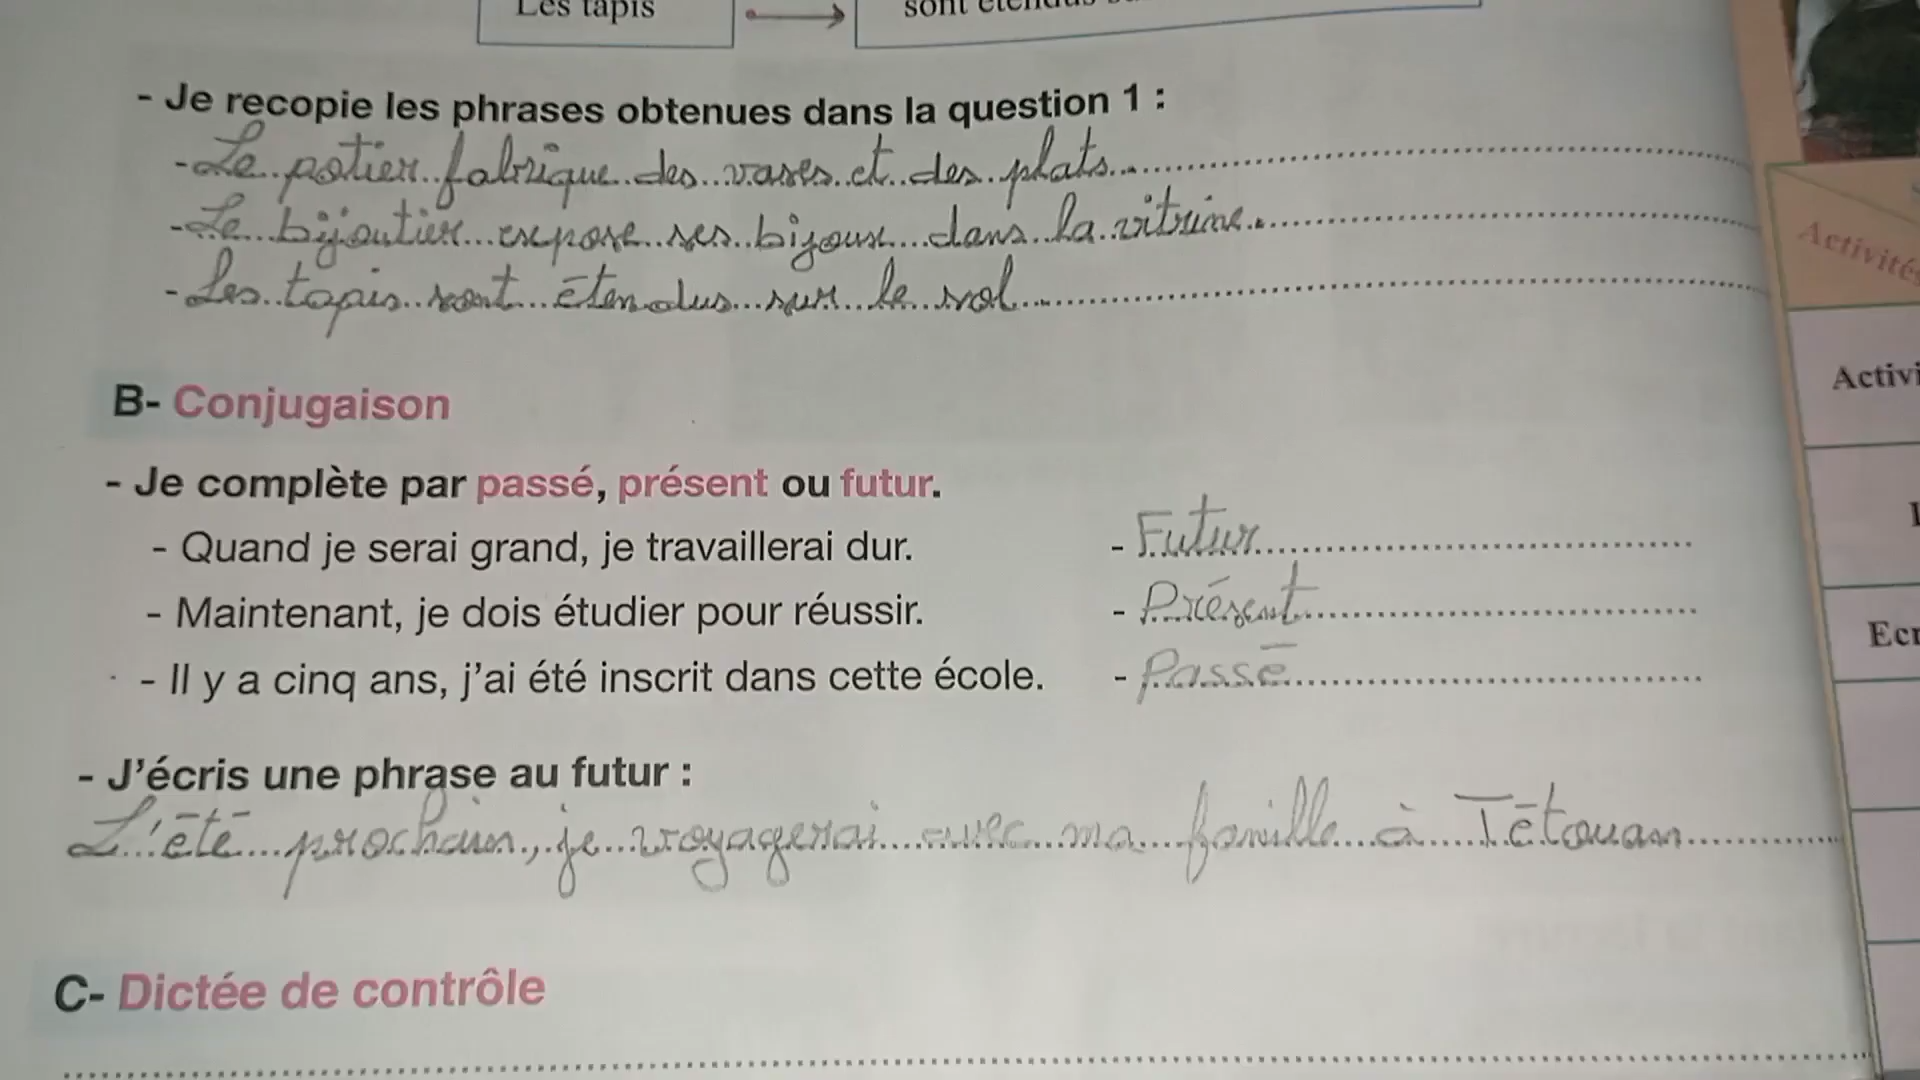 Les tapis
sont étendus
- Je recopie les phrases obtenues dans la question 1 :
- Le potier fabrique des vases et des plats.
- Le bijoutier expose ses bijoux dans la vitrine.
- Les tapis sont étendus sur le sol.
Activités
Activi
B- Conjugaison
- Je complète par passé, présent ou futur.
- Quand je serai grand, je travaillerai dur. - Futur
- Maintenant, je dois étudier pour réussir. - Présent
Ecr
- Il y a cinq ans, j'ai été inscrit dans cette école. - Passé
- J'écris une phrase au futur :
L'été prochain, je voyagerai avec ma famille à Tétouan
C- Dictée de contrôle